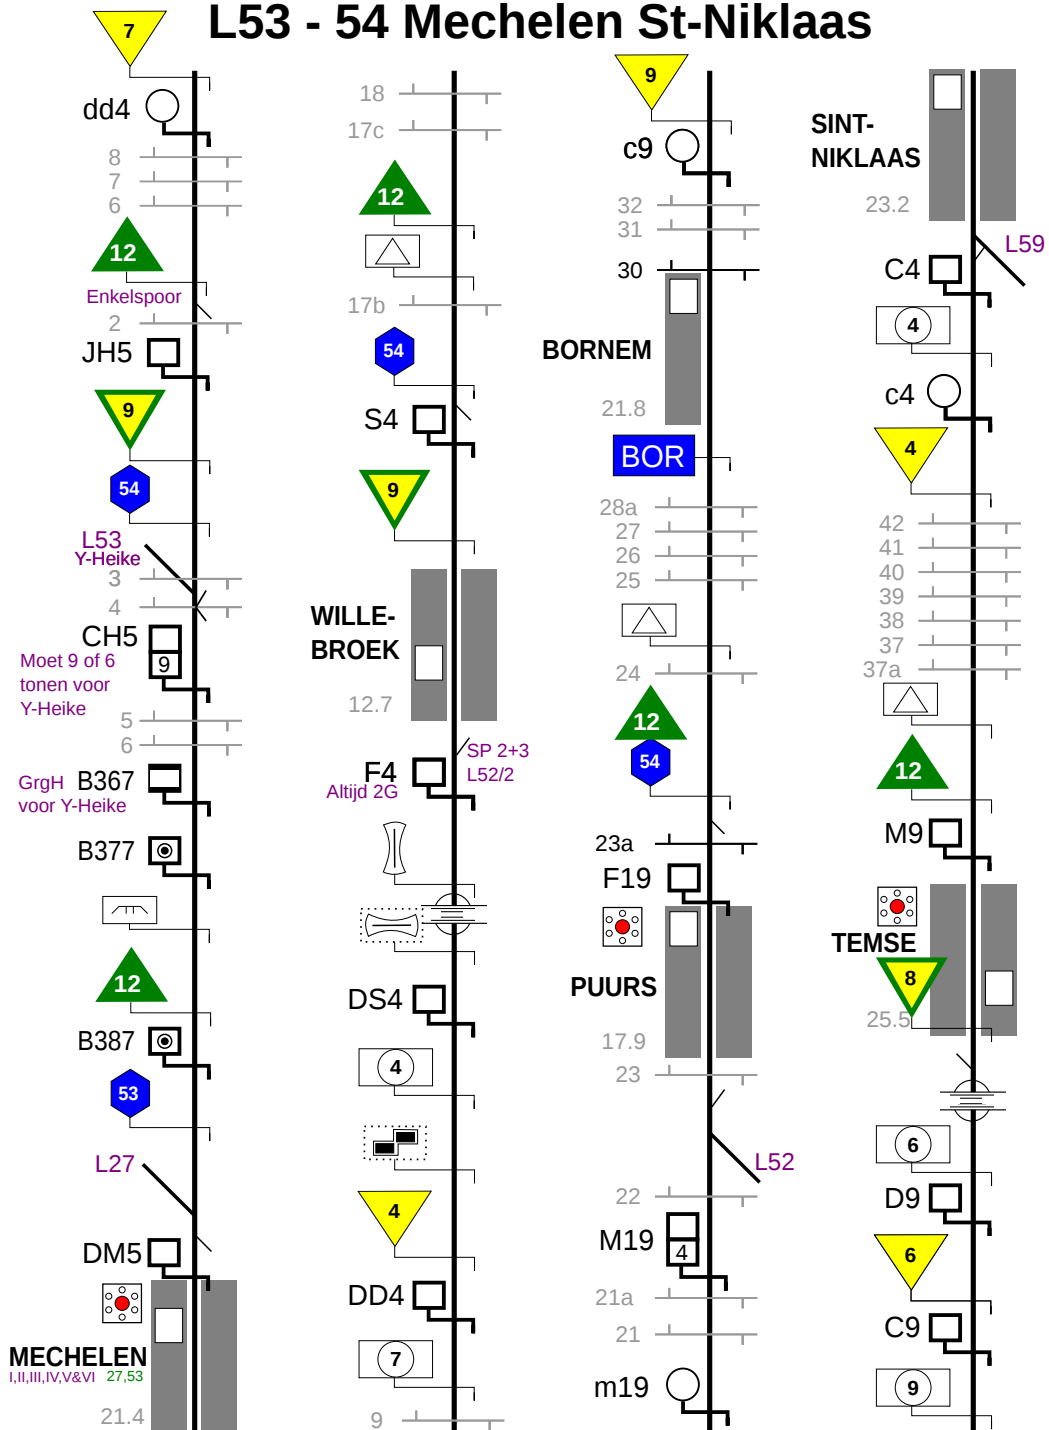 L53 - 54 Mechelen St-Niklaas
7
dd4
8
7
6
12
Enkelspoor
2
JH5
9
54
L53
Y-Heike
3
4
CH5
9
Moet 9 of 6
tonen voor
Y-Heike
5
6
B367
GrgH
voor Y-Heike
B377
12
B387
53
L27
DM5
MECHELEN
I,II,III,IV,V&VI 27,53
21.4
18
17c
12
17b
54
S4
9
WILLE-
BROEK
12.7
SP 2+3
L52/2
F4
Altijd 2G
DS4
4
4
DD4
7
9
9
c9
32
31
30
BORNEM
21.8
BOR
28a
27
26
25
24
12
54
23a
F19
PUURS
17.9
23
L52
22
M19
4
21a
21
m19
SINT-
NIKLAAS
23.2
L59
C4
4
c4
4
42
41
40
39
38
37
37a
12
M9
TEMSE
8
25.5
6
D9
6
C9
9